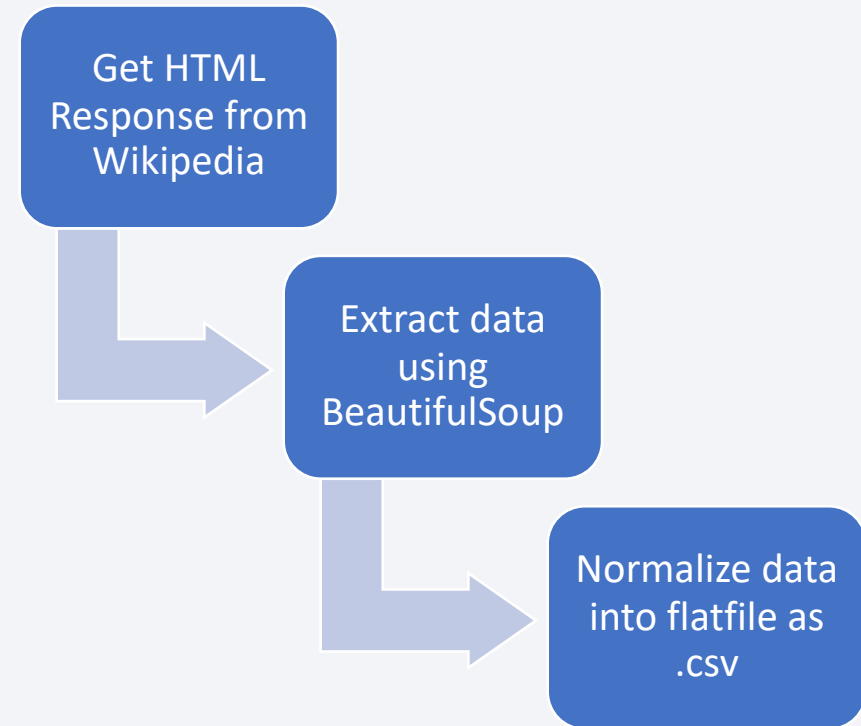 Get HTML
Response from
Wikipedia
Extract data
using
BeautifulSoup
Normalize data
into flatfile as
.csv